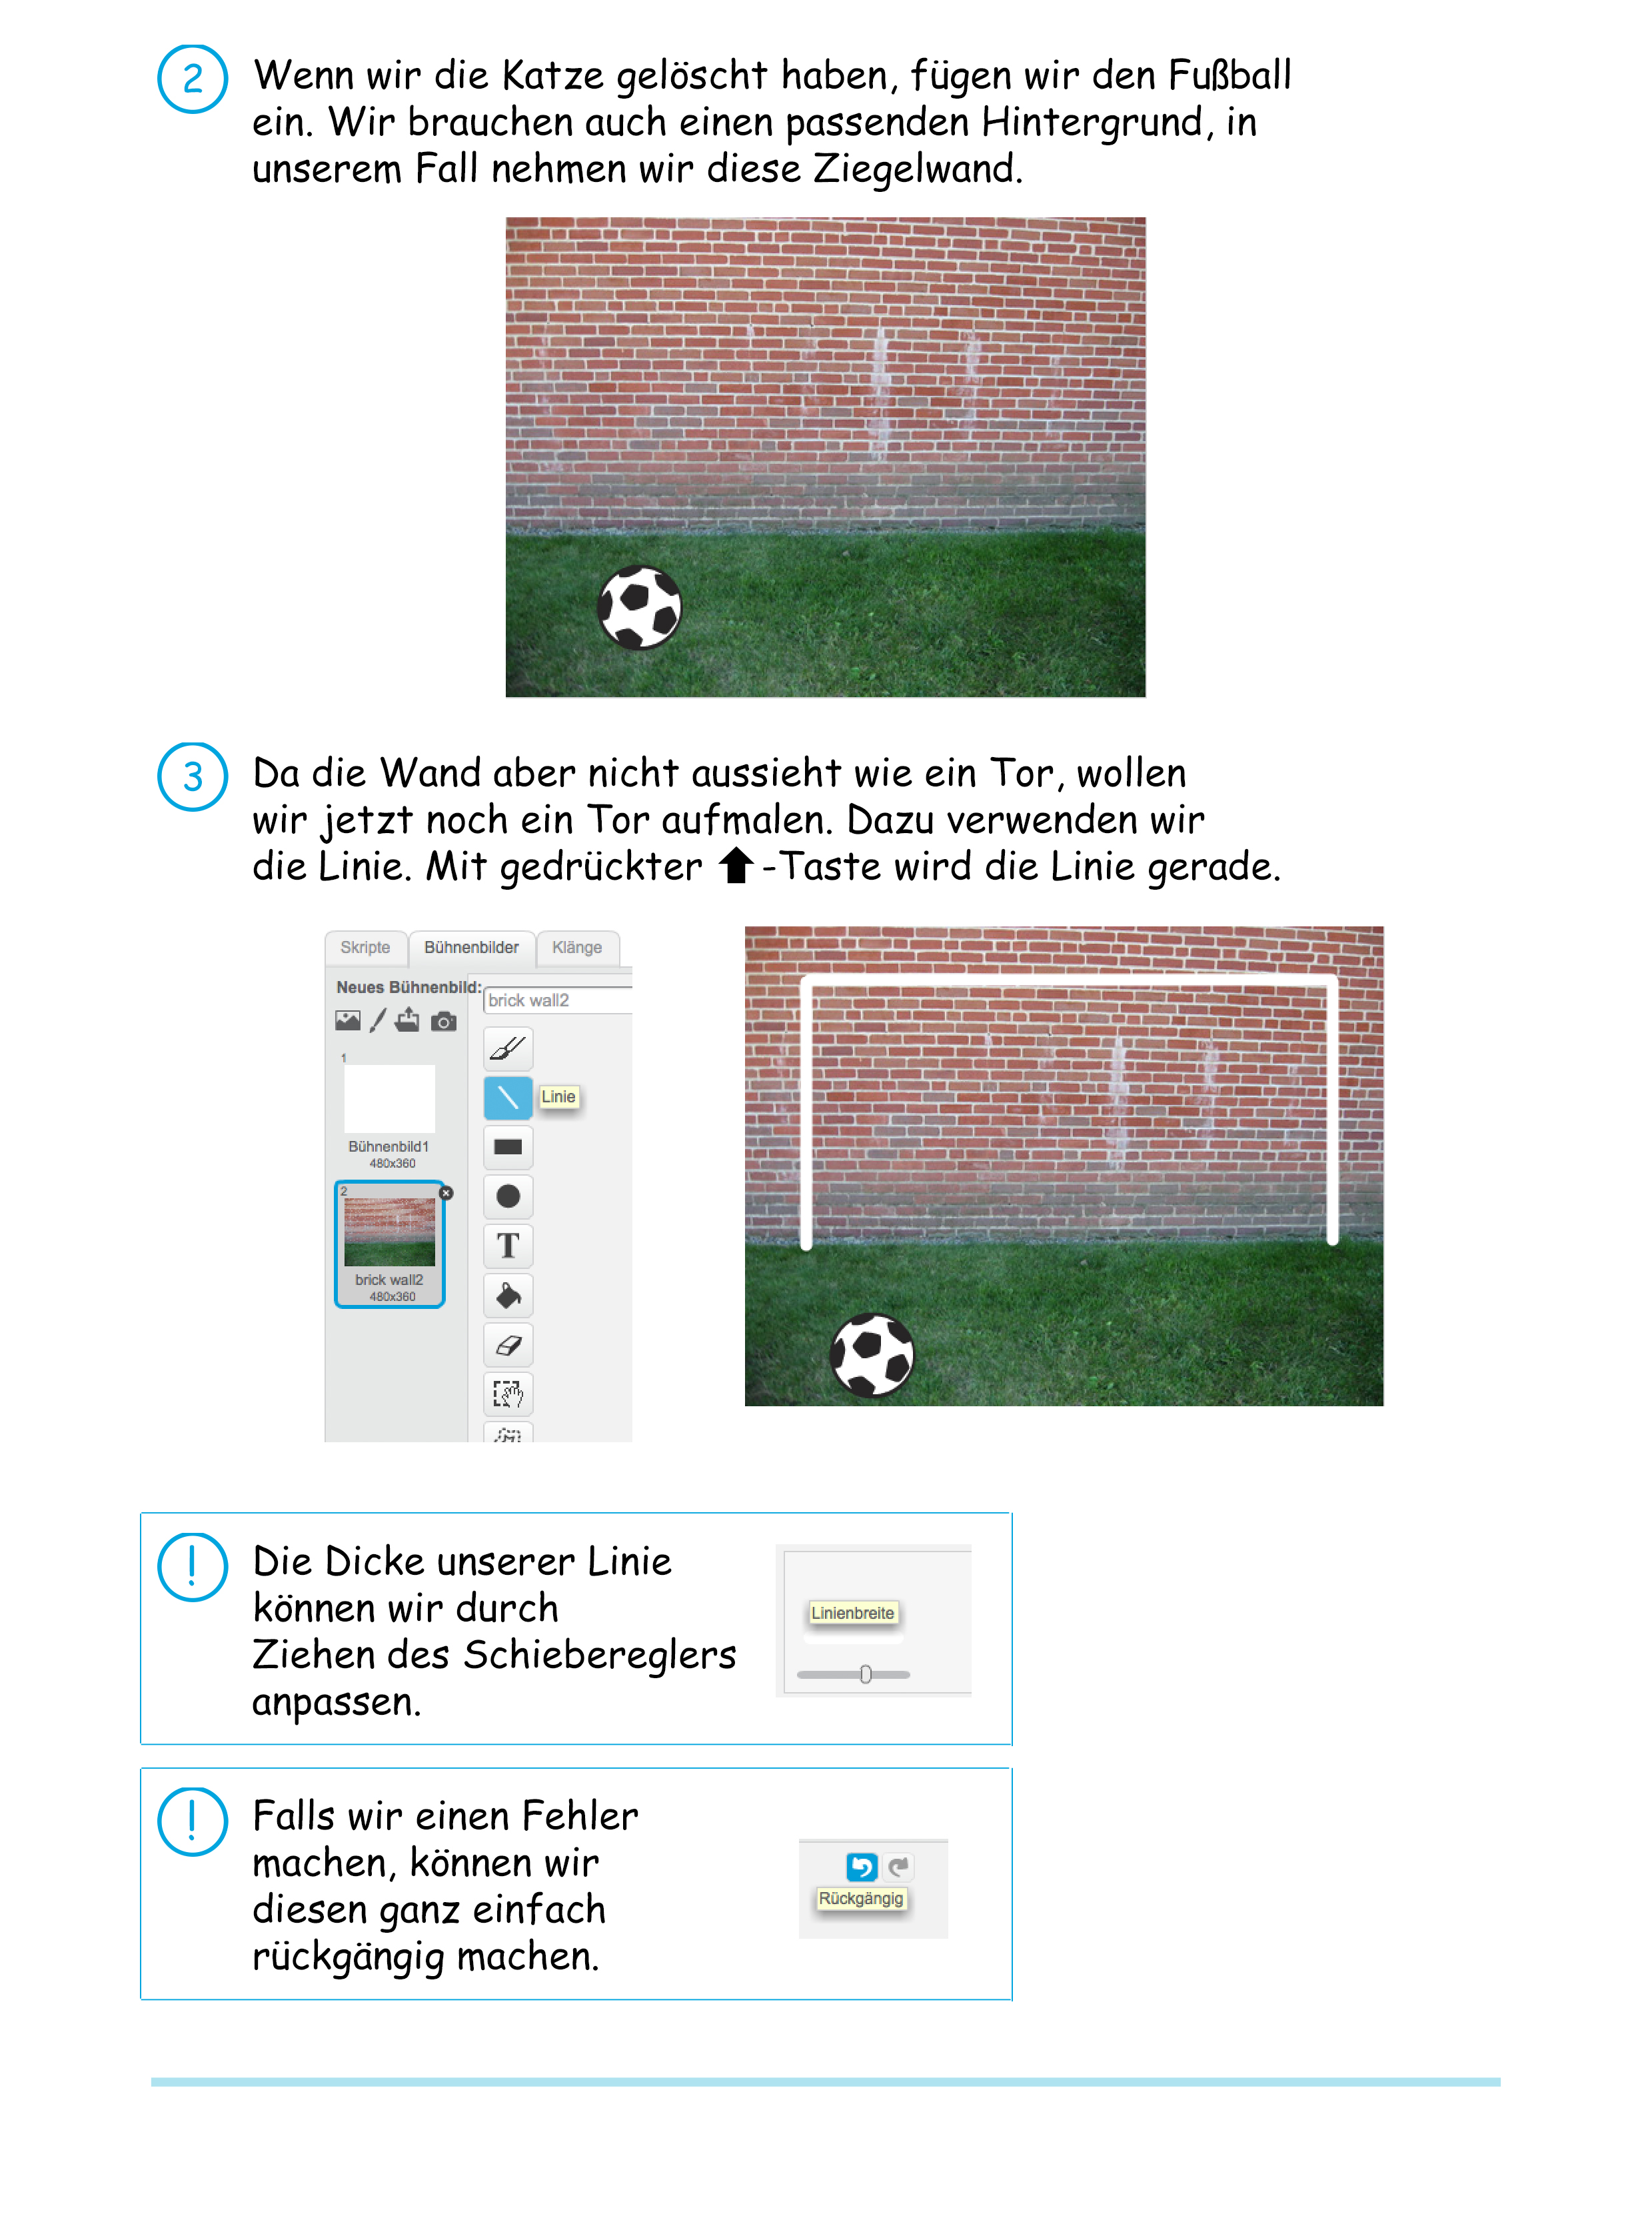 2
Wenn wir die Katze gelöscht haben, fügen wir den Fußball
ein. Wir brauchen auch einen passenden Hintergrund, in
unserem Fall nehmen wir diese Ziegelwand.
3
Da die Wand aber nicht aussieht wie ein Tor, wollen
wir jetzt noch ein Tor aufmalen. Dazu verwenden wir
die Linie. Mit gedrückter ⬆-Taste wird die Linie gerade.
Skripte Bühnenbilder Klänge
Neues Bühnenbild:
brick wall2
1
Linie
Bühnenbild1
480x360
2
T
brick wall2
480x360
!
Die Dicke unserer Linie
können wir durch
Ziehen des Schiebereglers
anpassen.
Linienbreite
!
Falls wir einen Fehler
machen, können wir
diesen ganz einfach
rückgängig machen.
Rückgängig